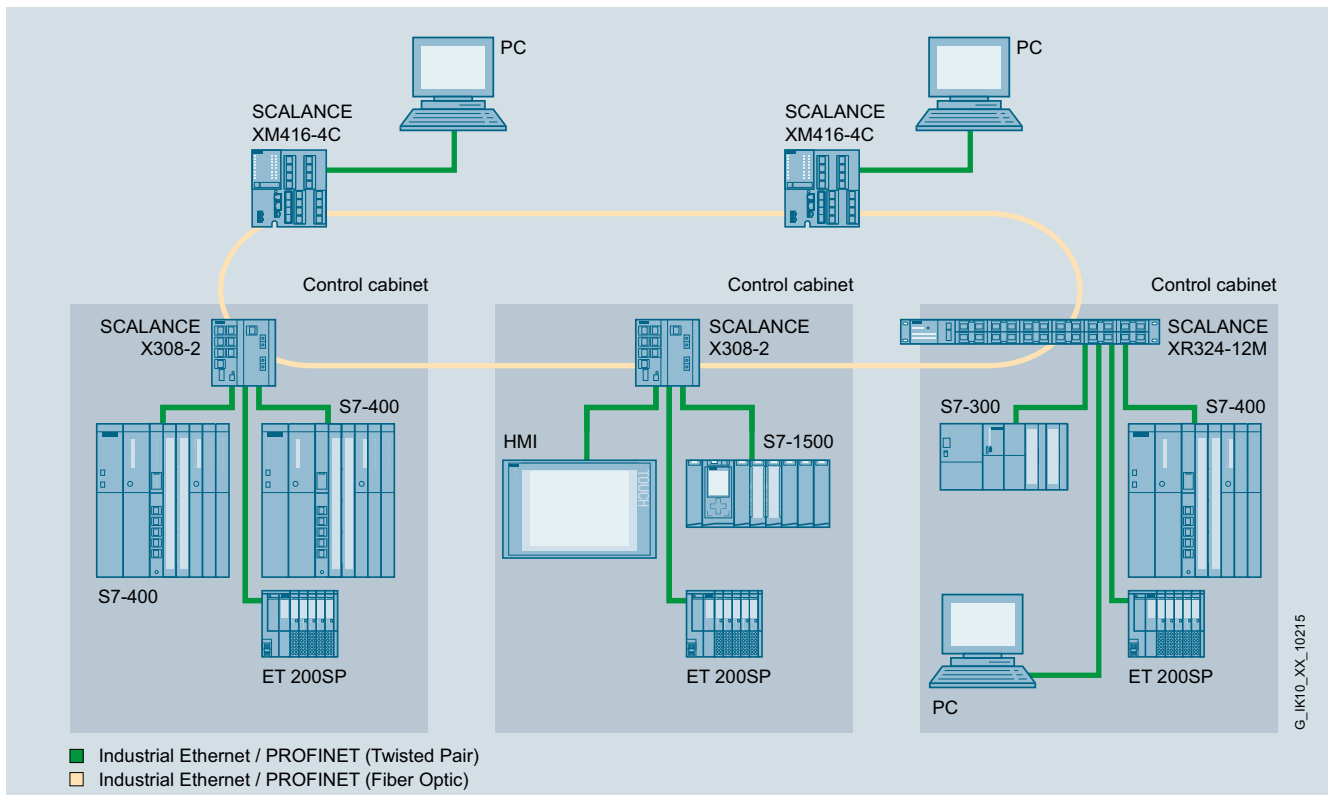 PC
SCALANCE
XM416-4C
PC
SCALANCE
XM416-4C
Control cabinet
SCALANCE
X308-2
S7-400
S7-400
ET 200SP
Control cabinet
SCALANCE
X308-2
HMI
TOUCH
S7-1500
ET 200SP
Control cabinet
SCALANCE
XR324-12M
S7-300
S7-400
PC
ET 200SP
G_IK10_XX_10215
Industrial Ethernet / PROFINET (Twisted Pair)
Industrial Ethernet / PROFINET (Fiber Optic)